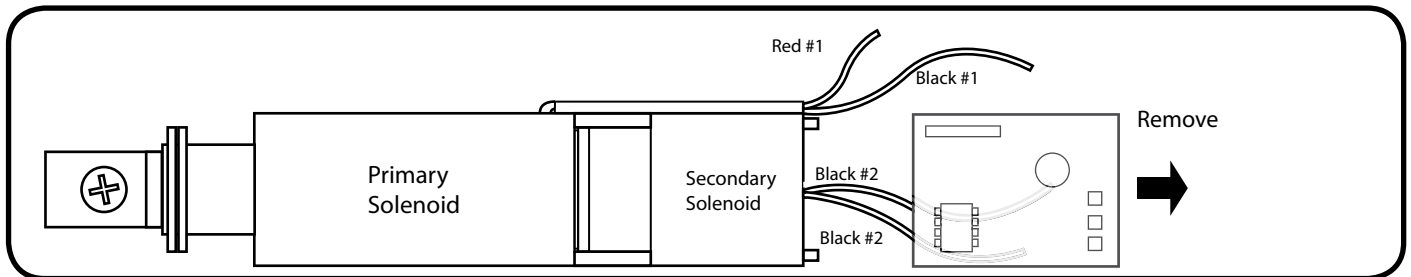 Red #1
Black #1
Remove
Primary
Solenoid
Secondary
Solenoid
Black #2
Black #2